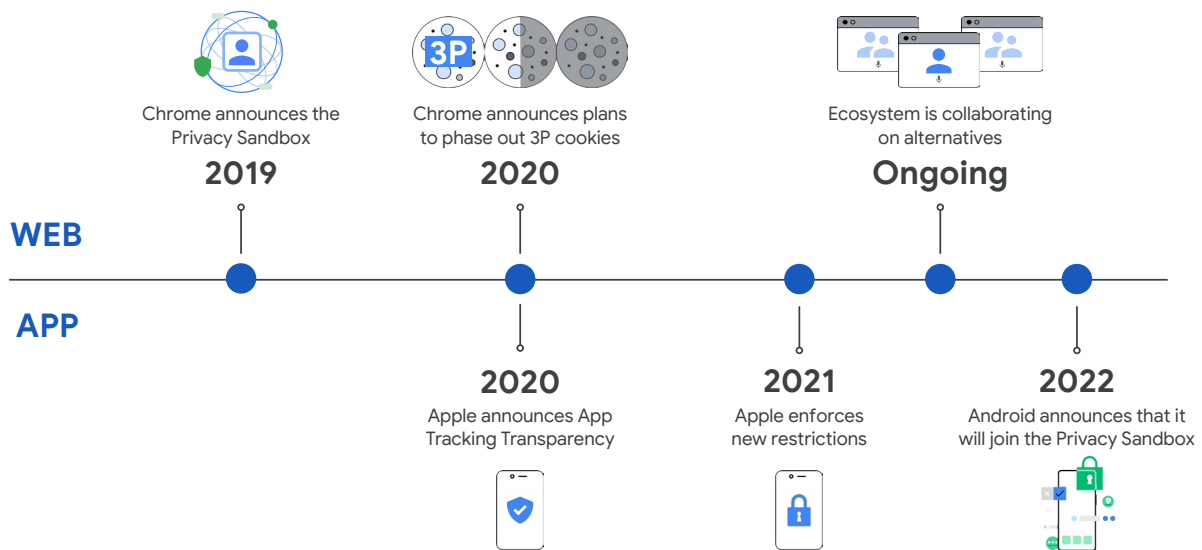 3P
Chrome announces the
Privacy Sandbox
2019
Chrome announces plans
to phase out 3P cookies
2020
Ecosystem is collaborating
on alternatives
Ongoing
WEB
APP
2020
Apple announces App
Tracking Transparency
2021
Apple enforces
new restrictions
2022
Android announces that it
will join the Privacy Sandbox